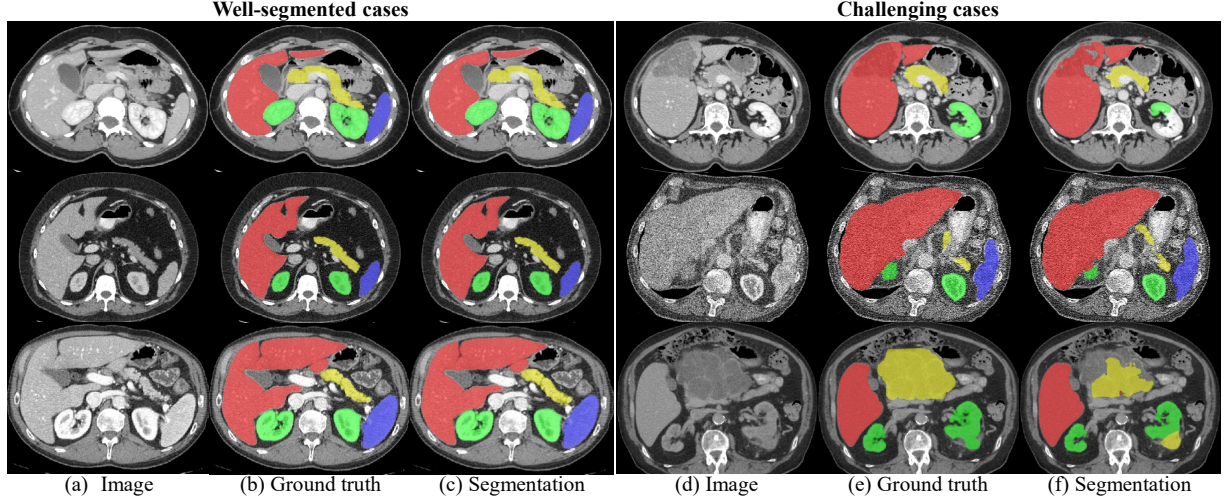 Well-segmented cases Challenging cases
(a) Image (b) Ground truth (c) Segmentation (d) Image (e) Ground truth (f) Segmentation